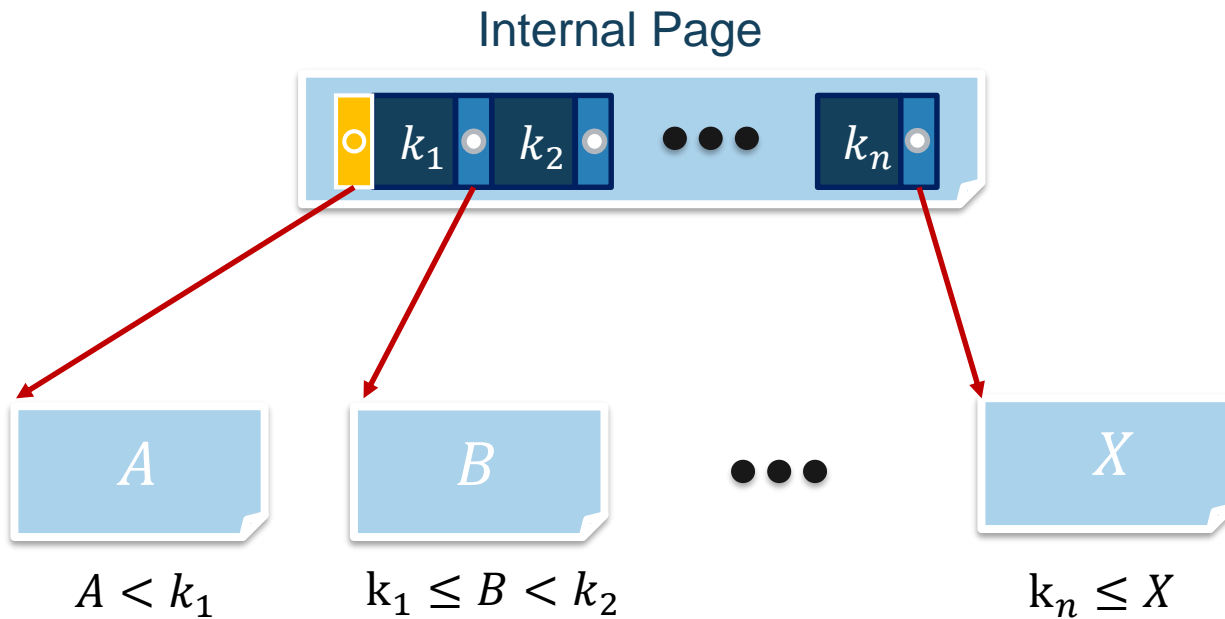 Internal Page
k₁ k₂ ●●● kₙ
A B ●●● X
A < k₁ k₁ ≤ B < k₂ kₙ ≤ X